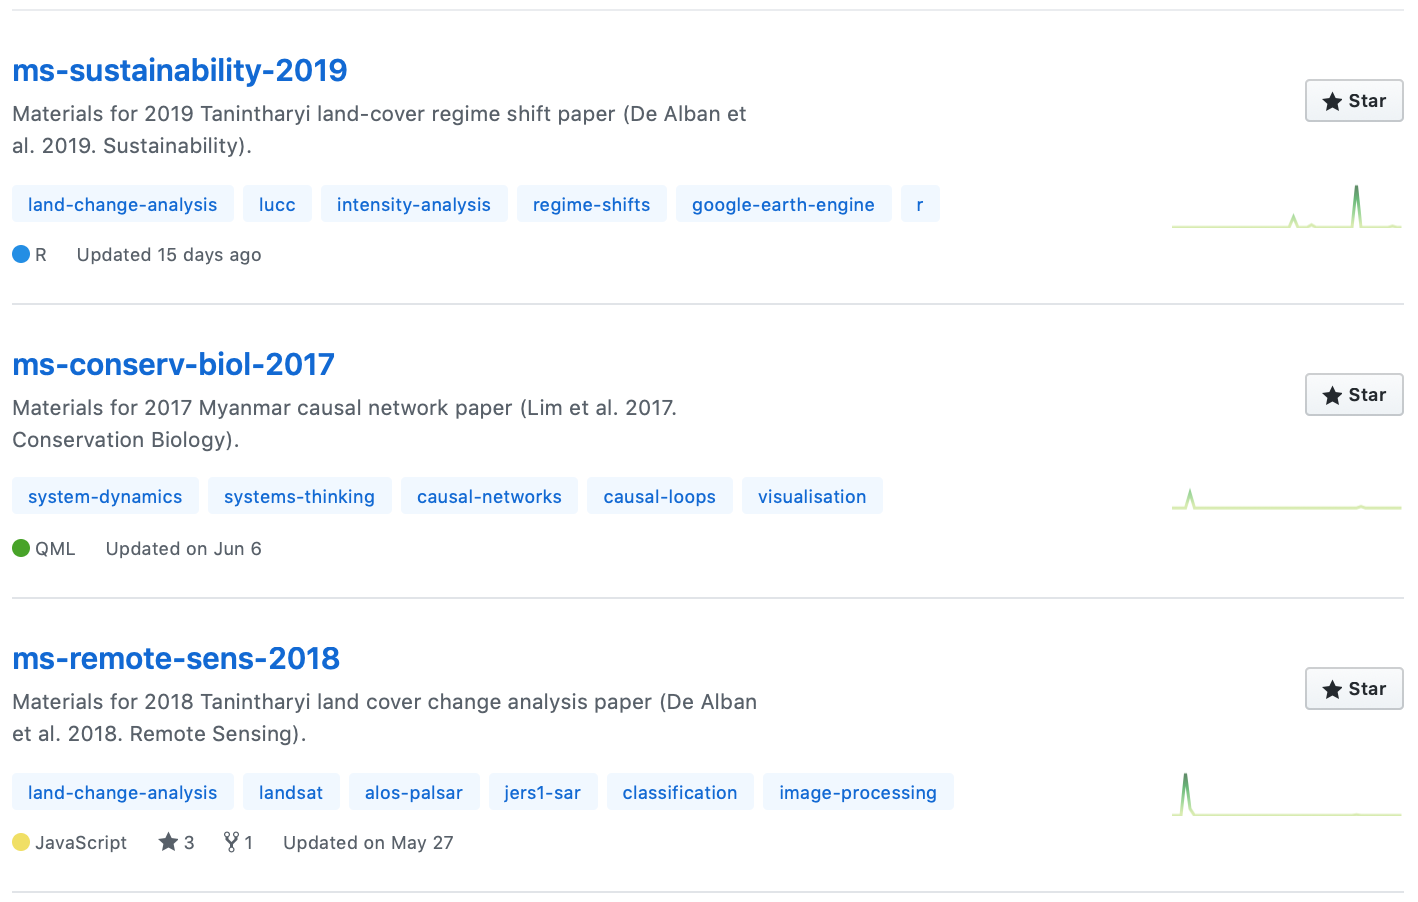 ms-sustainability-2019
Star
Materials for 2019 Tanintharyi land-cover regime shift paper (De Alban et
al. 2019. Sustainability).
land-change-analysis lucc intensity-analysis regime-shifts google-earth-engine r
R Updated 15 days ago
ms-conserv-biol-2017
Star
Materials for 2017 Myanmar causal network paper (Lim et al. 2017.
Conservation Biology).
system-dynamics systems-thinking causal-networks causal-loops visualisation
QML Updated on Jun 6
ms-remote-sens-2018
Star
Materials for 2018 Tanintharyi land cover change analysis paper (De Alban
et al. 2018. Remote Sensing).
land-change-analysis landsat alos-palsar jers1-sar classification image-processing
JavaScript 3 1 Updated on May 27